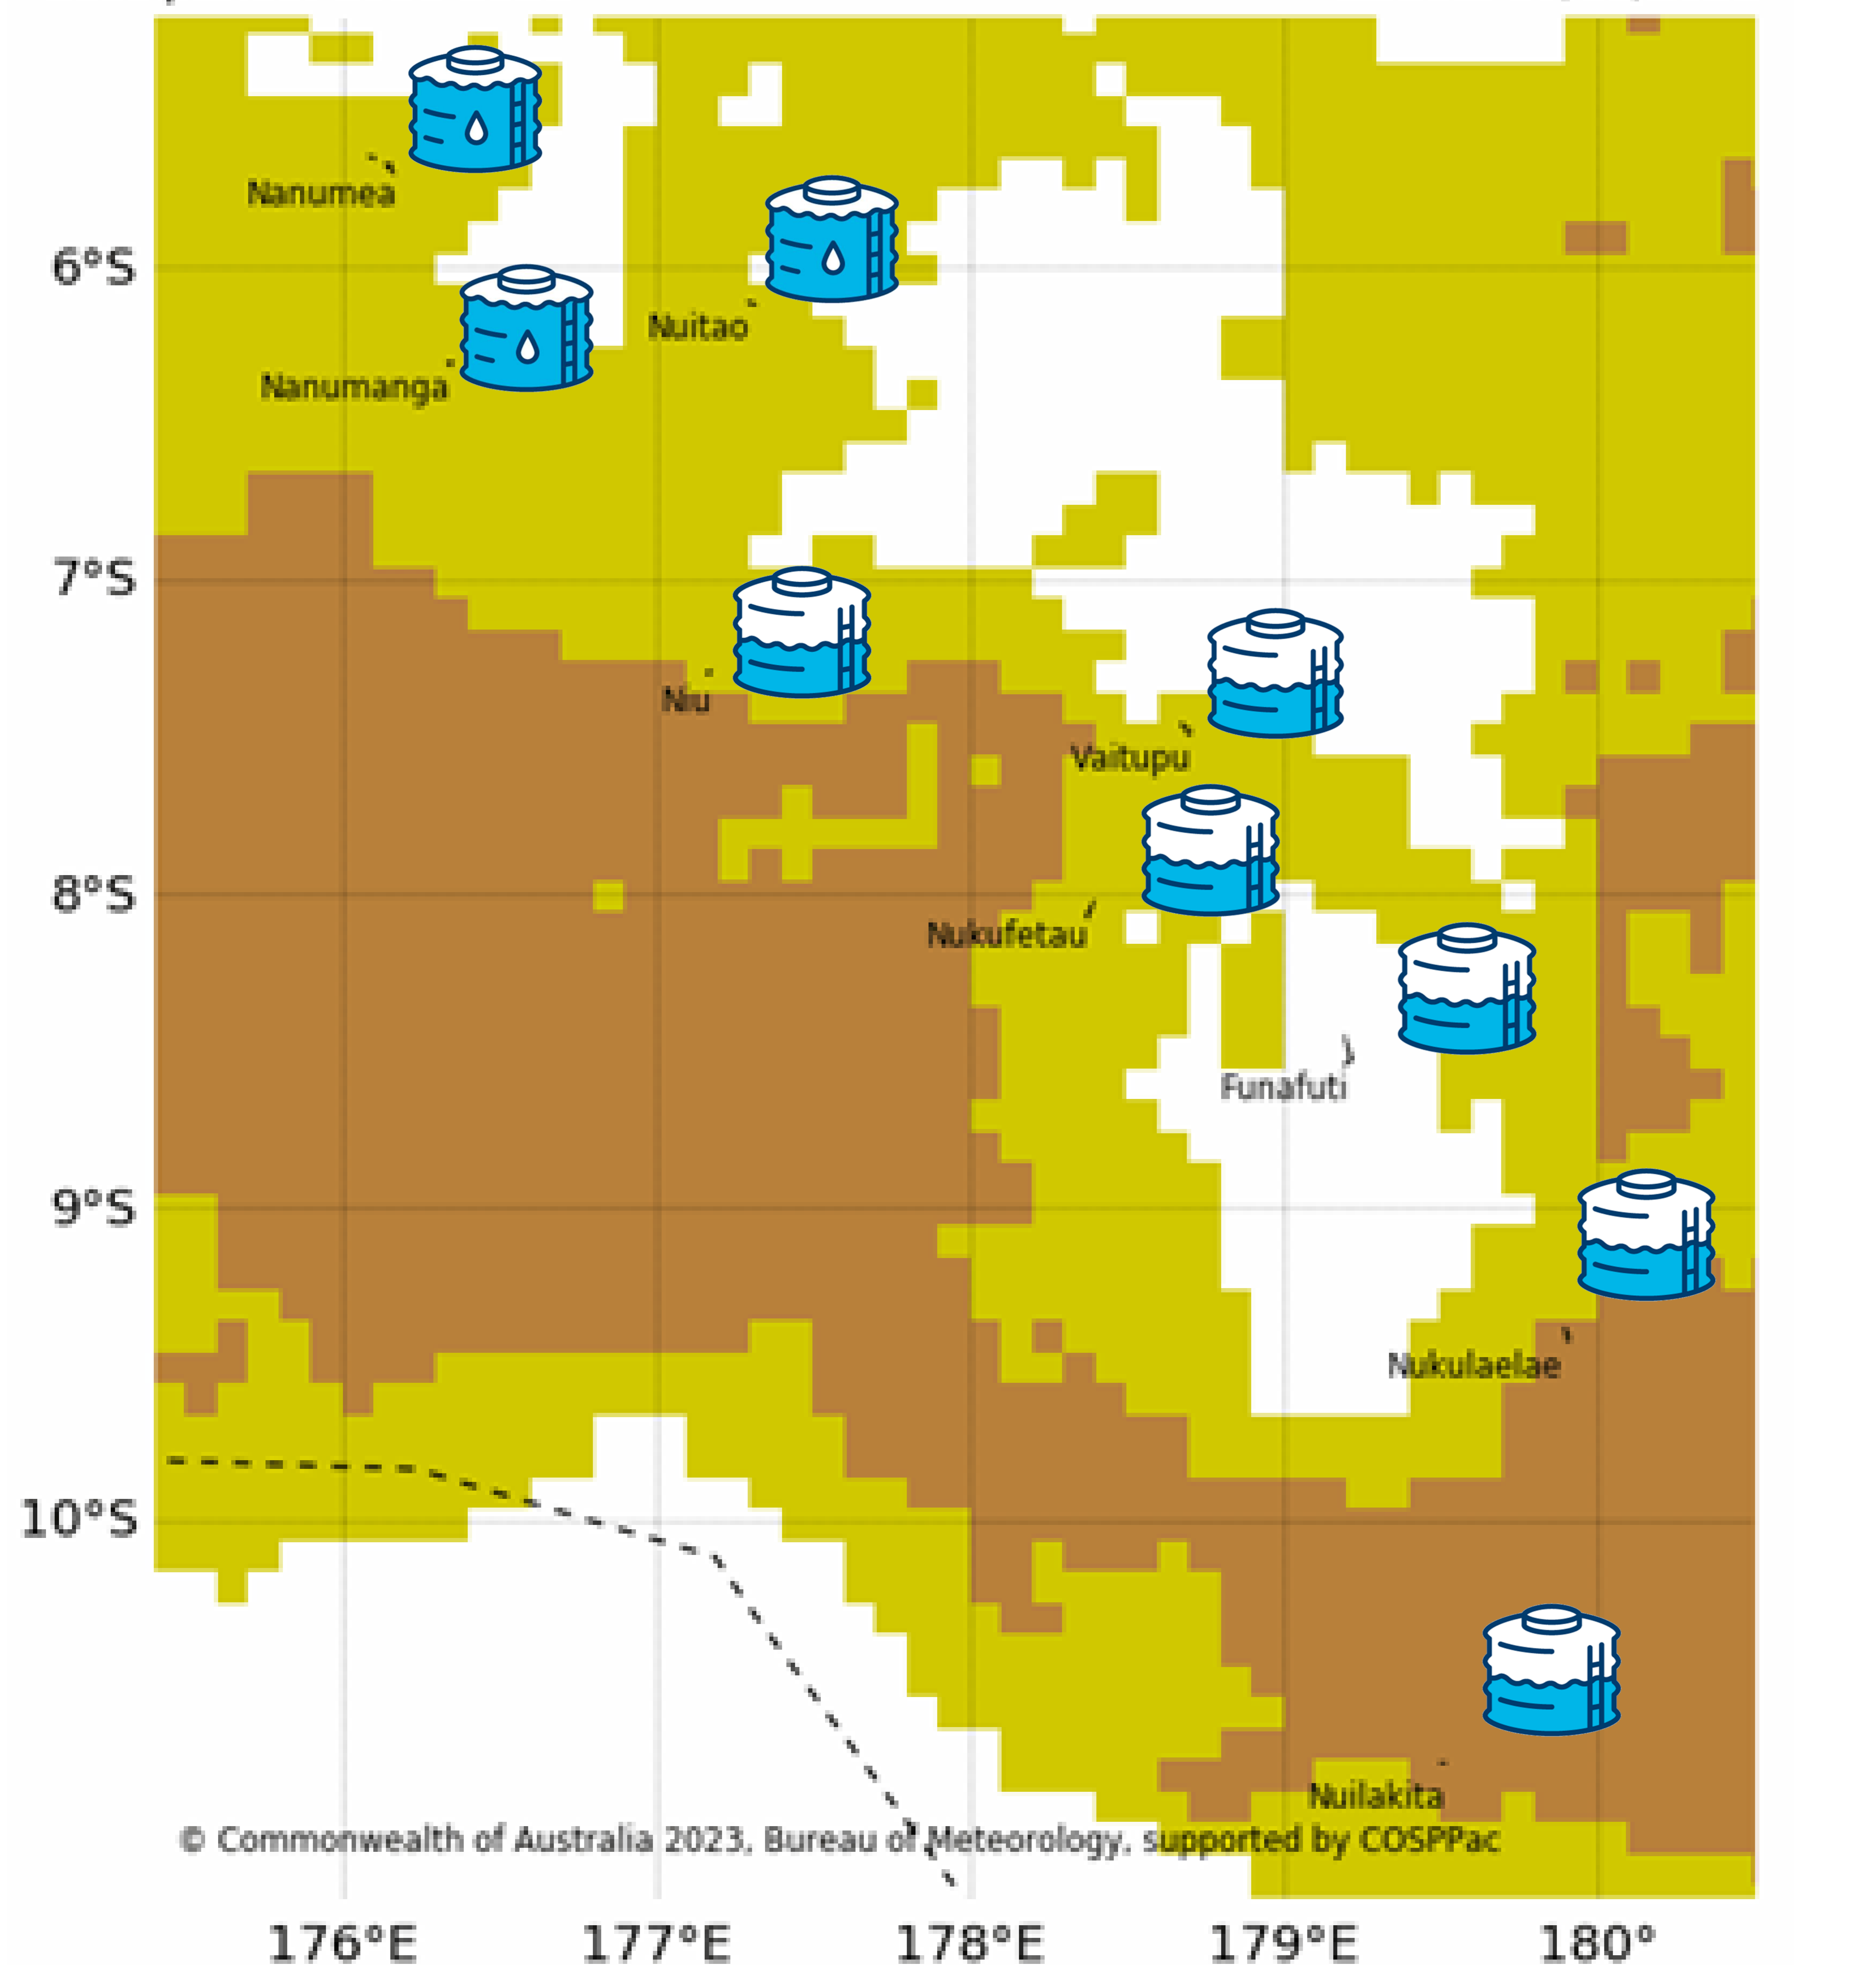 Nanumea
6°S
Nuitao
Nanumanga
7°S
Niu
Vaitupu
8°S
Nukufetau
Funafuti
9°S
Nukulaelae
10°S
Nuilakita
© Commonwealth of Australia 2023, Bureau of Meteorology, supported by COSPPac
176°E 177°E 178°E 179°E 180°